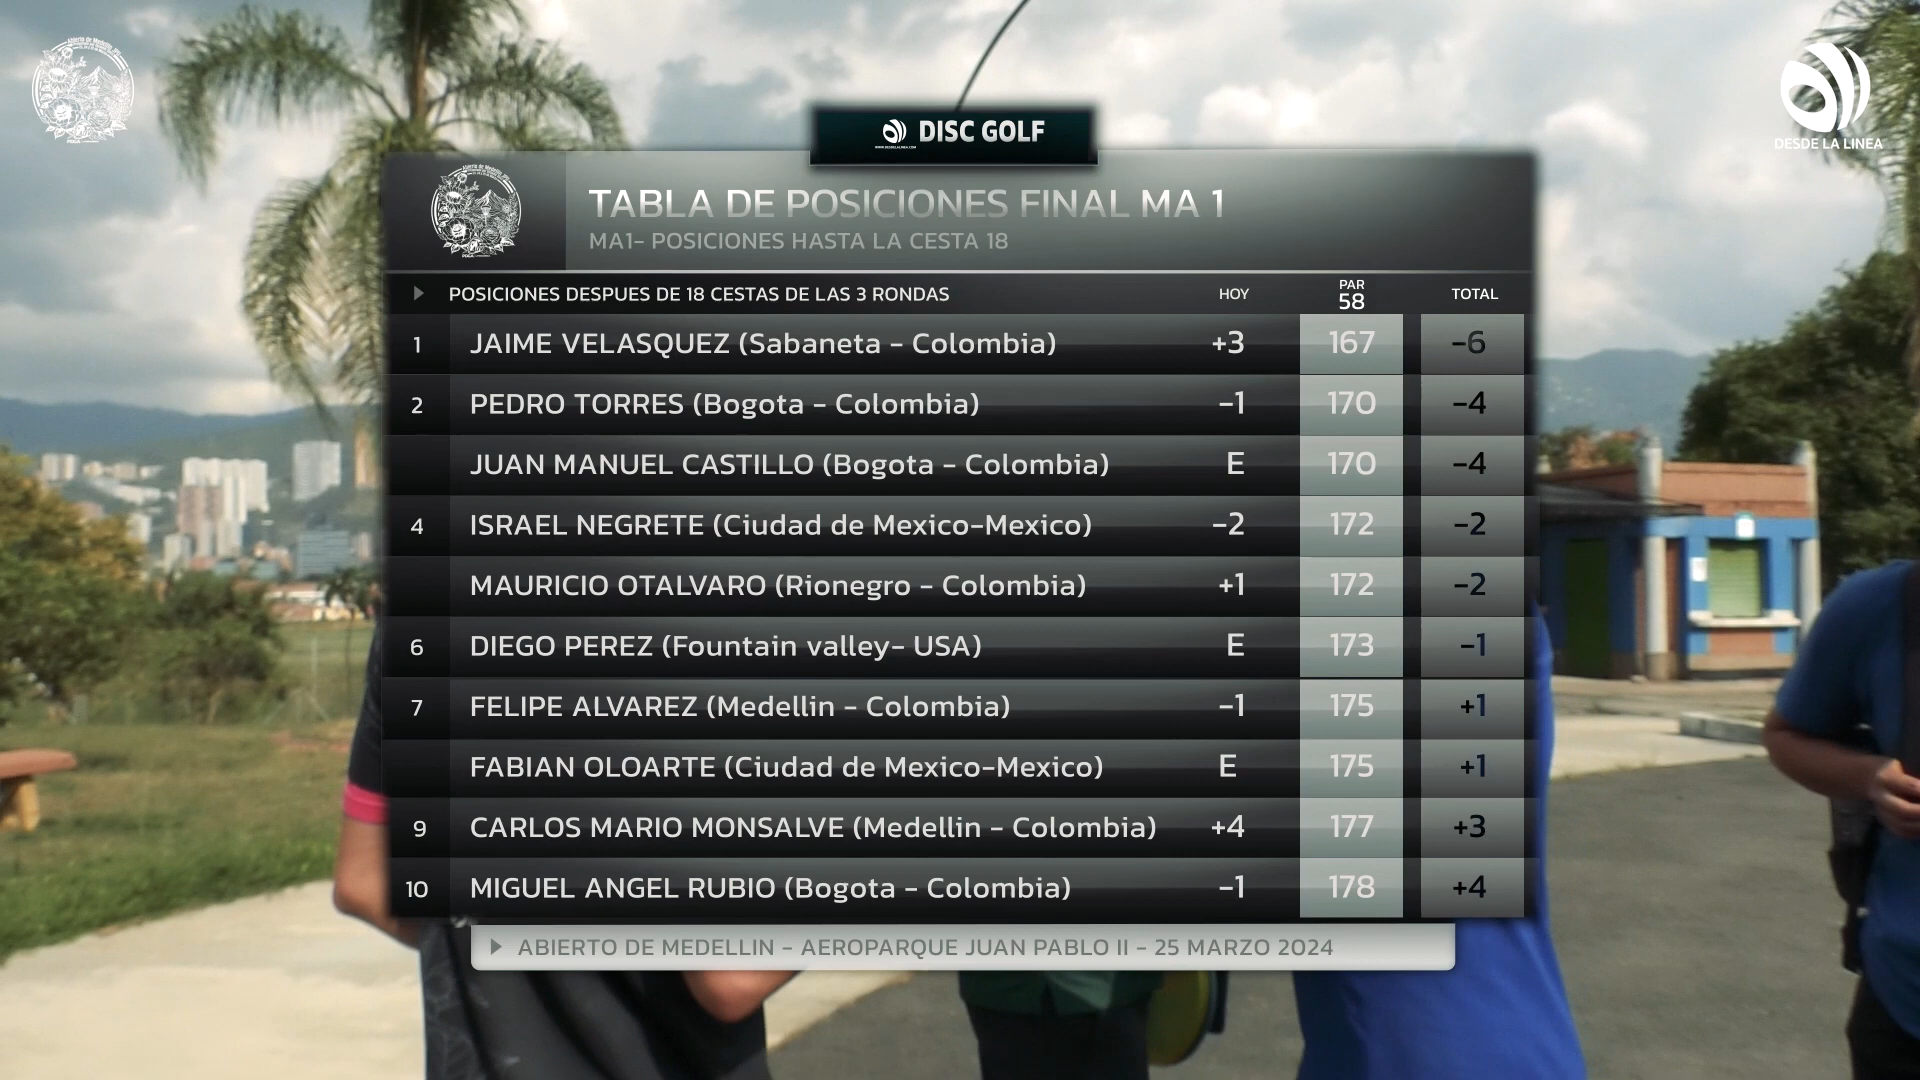 DESDE LA LINEA
DISC GOLF
TABLA DE POSICIONES FINAL MA 1
MA1- POSICIONES HASTA LA CESTA 18
POSICIONES DESPUES DE 18 CESTAS DE LAS 3 RONDAS HOY PAR 58 TOTAL
1 JAIME VELASQUEZ (Sabaneta - Colombia) +3 167 -6
2 PEDRO TORRES (Bogota - Colombia) -1 170 -4
JUAN MANUEL CASTILLO (Bogota - Colombia) E 170 -4
4 ISRAEL NEGRETE (Ciudad de Mexico-Mexico) -2 172 -2
MAURICIO OTALVARO (Rionegro - Colombia) +1 172 -2
6 DIEGO PEREZ (Fountain valley- USA) E 173 -1
7 FELIPE ALVAREZ (Medellin - Colombia) -1 175 +1
FABIAN OLOARTE (Ciudad de Mexico-Mexico) E 175 +1
9 CARLOS MARIO MONSALVE (Medellin - Colombia) +4 177 +3
10 MIGUEL ANGEL RUBIO (Bogota - Colombia) -1 178 +4
ABIERTO DE MEDELLIN - AEROPARQUE JUAN PABLO II - 25 MARZO 2024